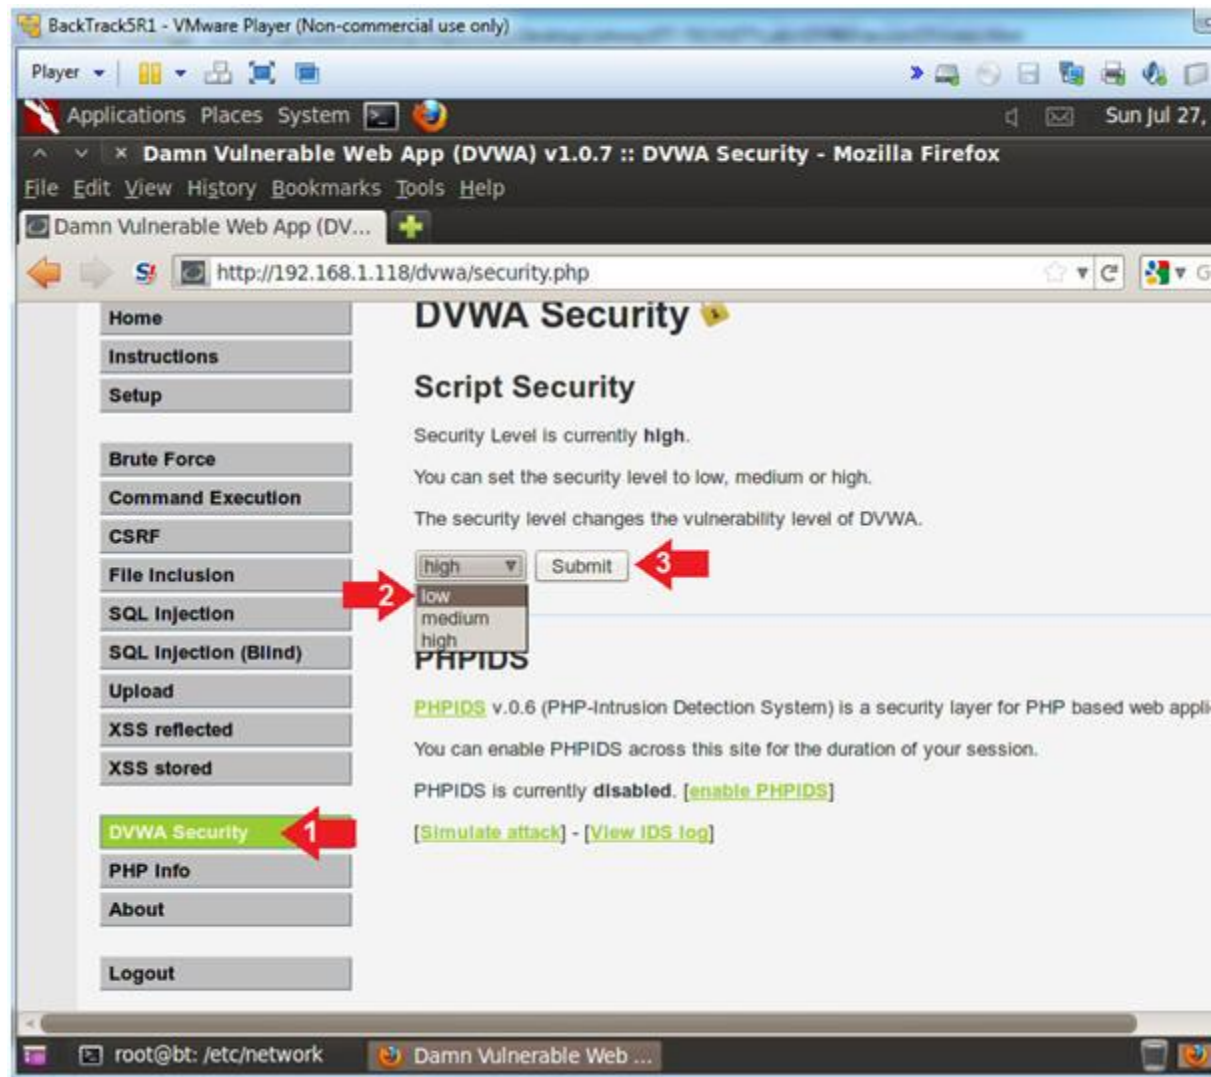 BackTrack5R1 - VMware Player (Non-commercial use only)
Player
Applications Places System
Sun Jul 27,
Damn Vulnerable Web App (DVWA) v1.0.7 :: DVWA Security - Mozilla Firefox
File Edit View History Bookmarks Tools Help
Damn Vulnerable Web App (DV...
S! http://192.168.1.118/dvwa/security.php G
Home
Instructions
Setup
Brute Force
Command Execution
CSRF
File Inclusion
SQL Injection
SQL Injection (Blind)
Upload
XSS reflected
XSS stored
DVWA Security 1
PHP Info
About
Logout
DVWA Security
Script Security
Security Level is currently high.
You can set the security level to low, medium or high.
The security level changes the vulnerability level of DVWA.
high Submit 3
2 low
medium
high
PHPIDS
PHPIDS v.0.6 (PHP-Intrusion Detection System) is a security layer for PHP based web appli
You can enable PHPIDS across this site for the duration of your session.
PHPIDS is currently disabled. [enable PHPIDS]
[Simulate attack] - [View IDS log]
root@bt: /etc/network
Damn Vulnerable Web ...